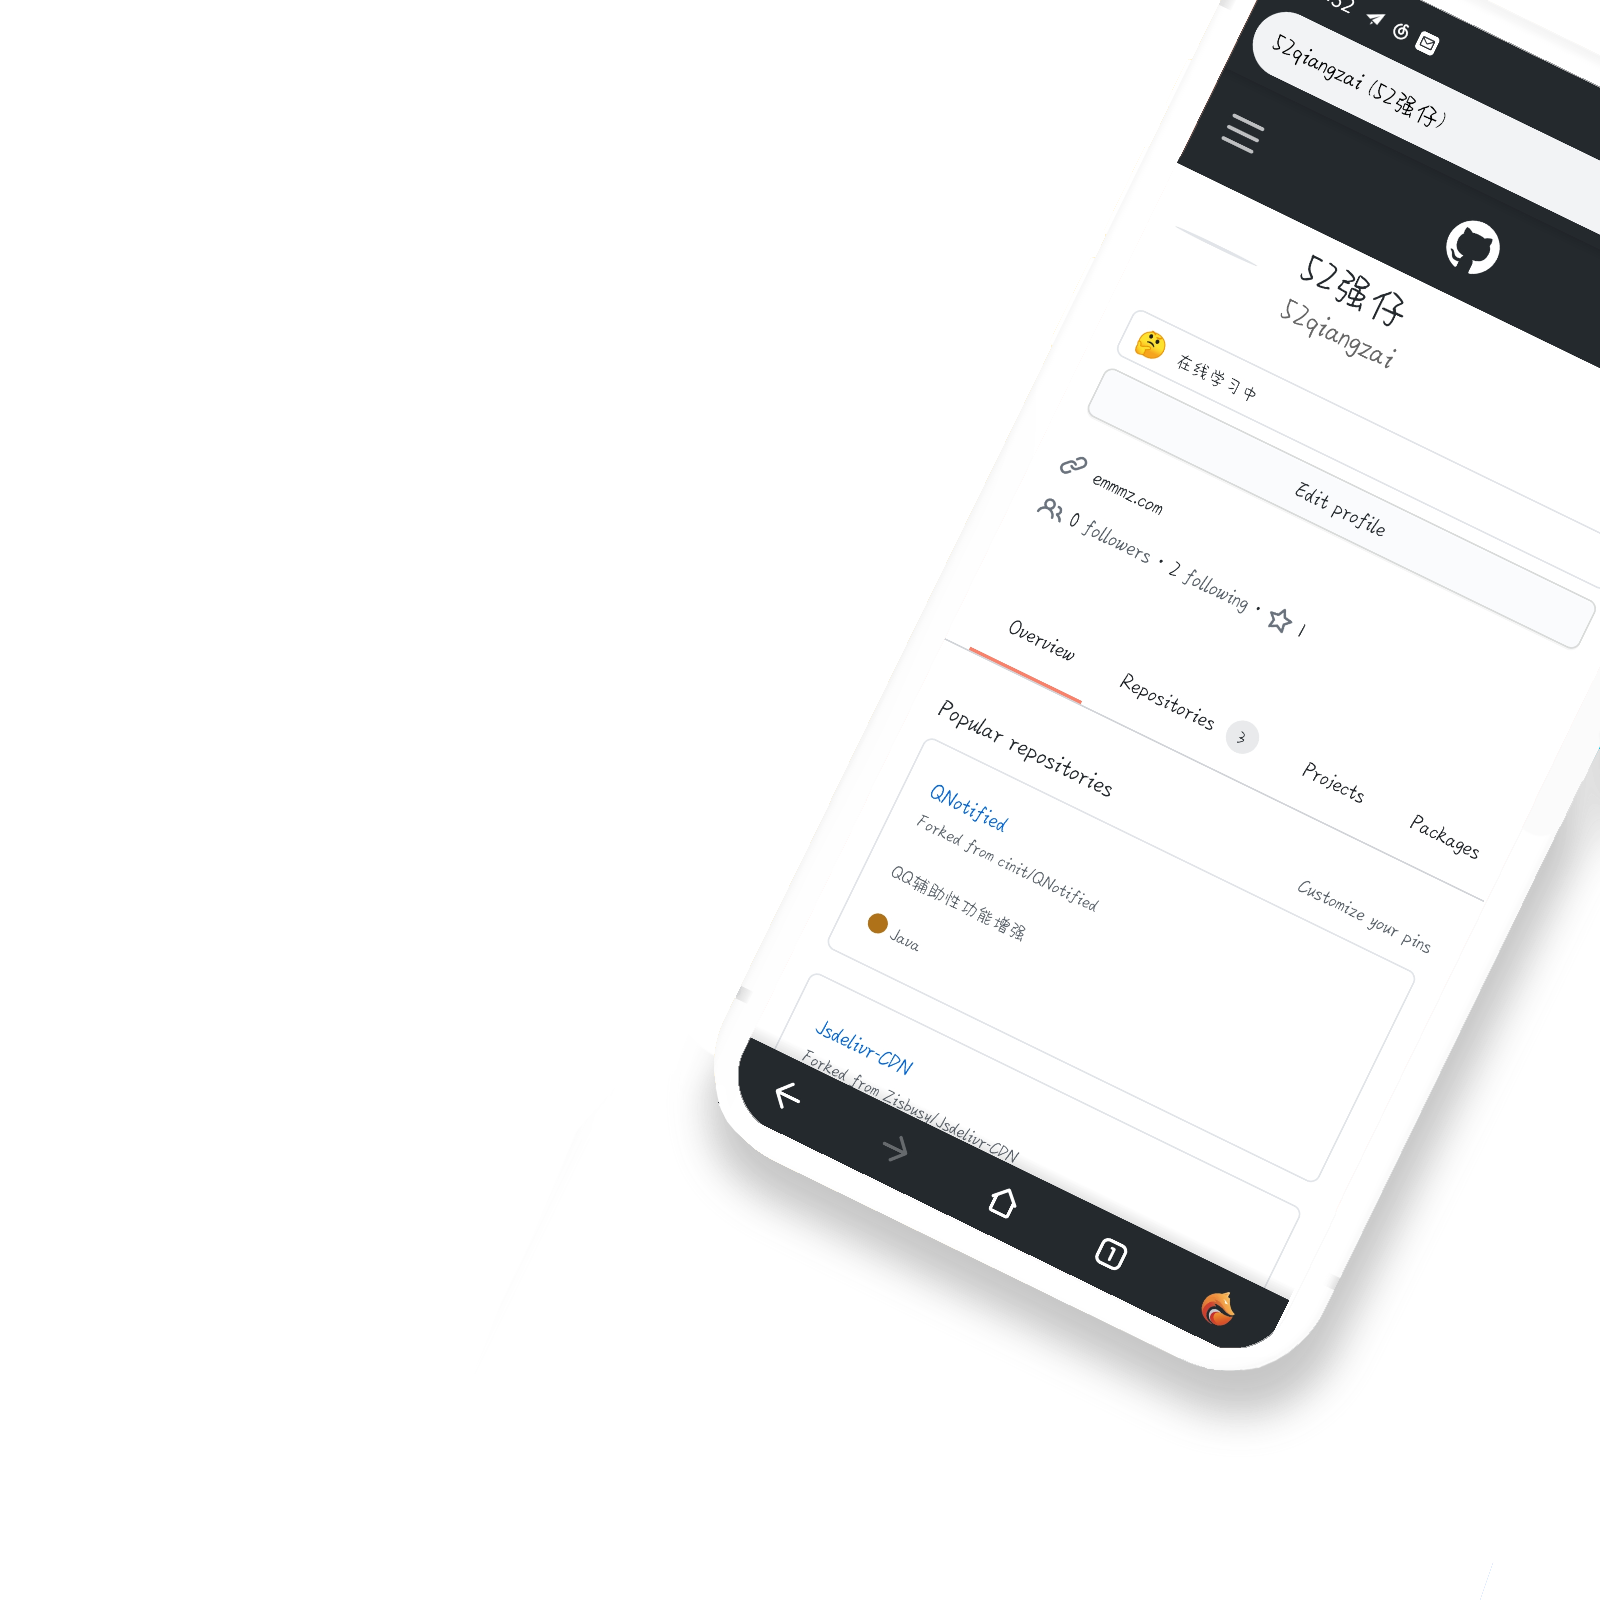 52qiangzai (52强仔)
52强仔
52qiangzai
在线学习中
Edit profile
emmmz.com
0 followers · 2 following · 1
Overview
Repositories 3
Projects
Packages
Popular repositories
Customize your pins
QNotified
Forked from cinit/QNotified
QQ辅助性功能增强
Java
Jsdelivr-CDN
Forked from Zisbusy/Jsdelivr-CDN
1